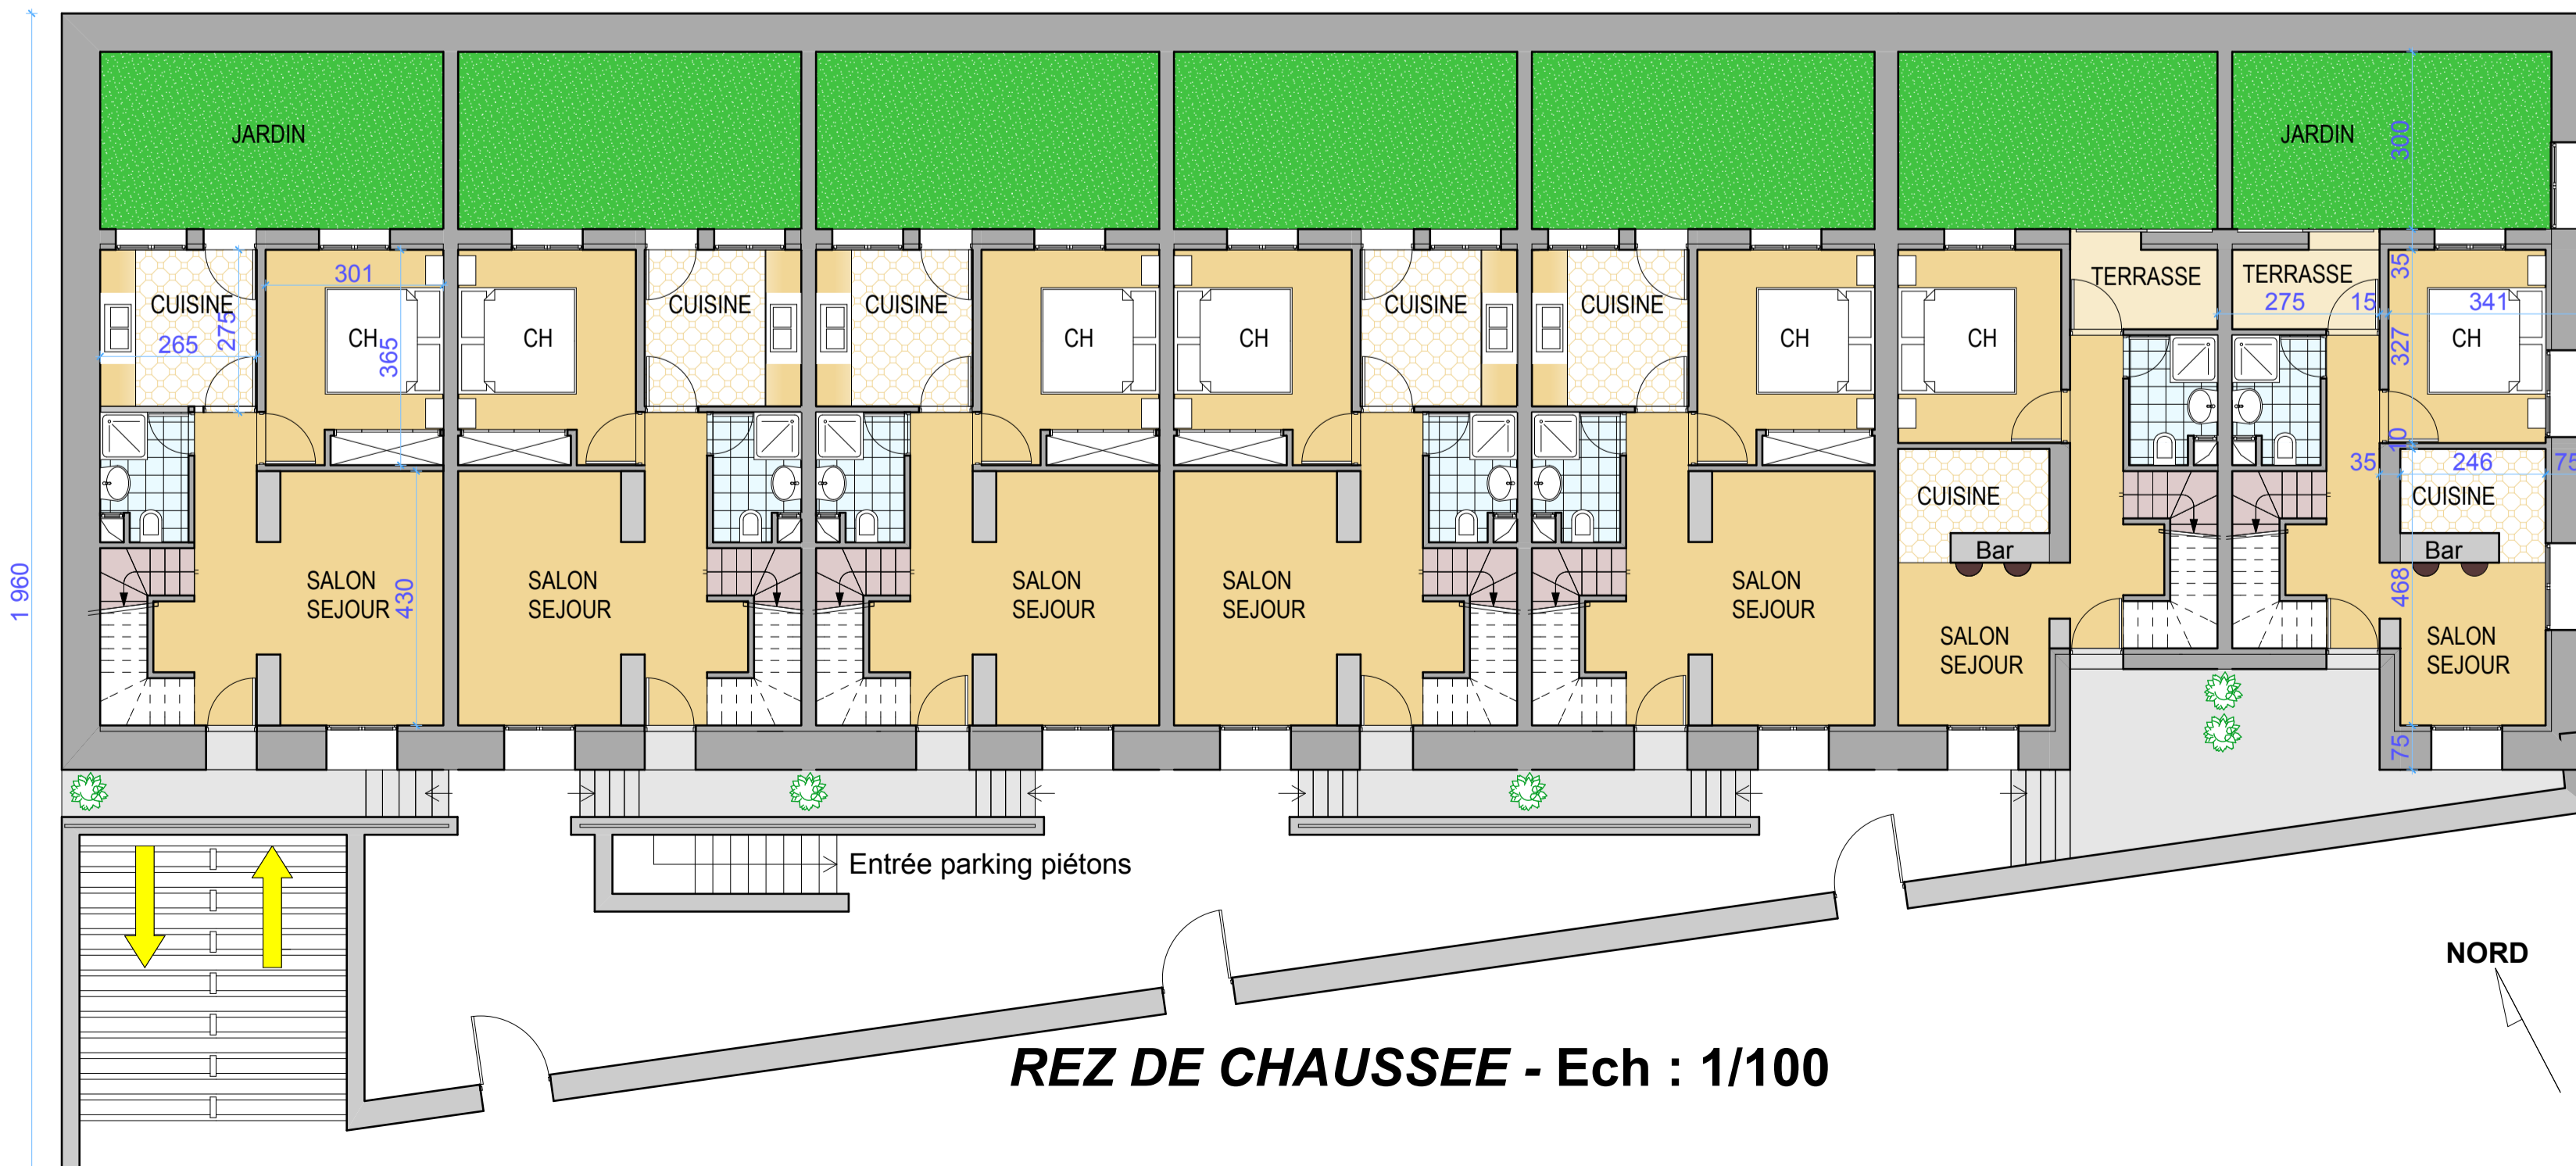 JARDIN
JARDIN
300
TERRASSE
TERRASSE
35
301
275
15
341
CUISINE
275
265
CH
365
CH
CUISINE
CUISINE
CH
CH
CUISINE
CUISINE
CH
CH
327
CH
10
35
246
75
CUISINE
CUISINE
Bar
Bar
1 960
SALON
SEJOUR
430
SALON
SEJOUR
SALON
SEJOUR
SALON
SEJOUR
SALON
SEJOUR
468
SALON
SEJOUR
SALON
SEJOUR
75
Entrée parking piétons
NORD
REZ DE CHAUSSEE - Ech : 1/100